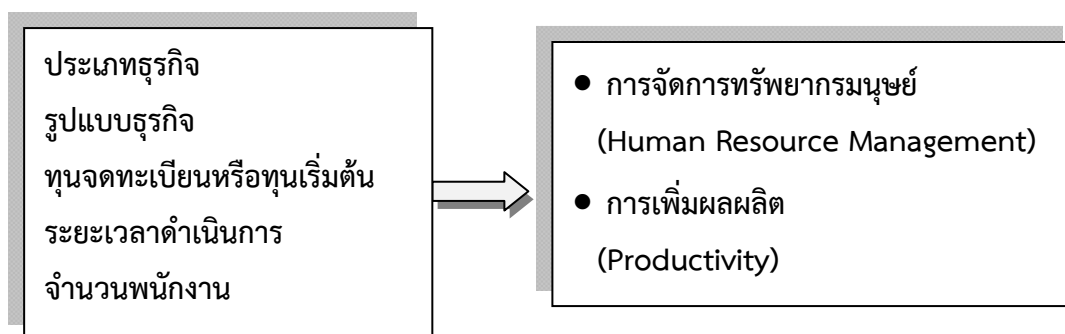 ประเภทธุรกิจ
รูปแบบธุรกิจ
ทุนจดทะเบียนหรือทุนเริ่มต้น
ระยะเวลาดำเนินการ
จำนวนพนักงาน
● การจัดการทรัพยากรมนุษย์
(Human Resource Management)
● การเพิ่มผลผลิต
(Productivity)